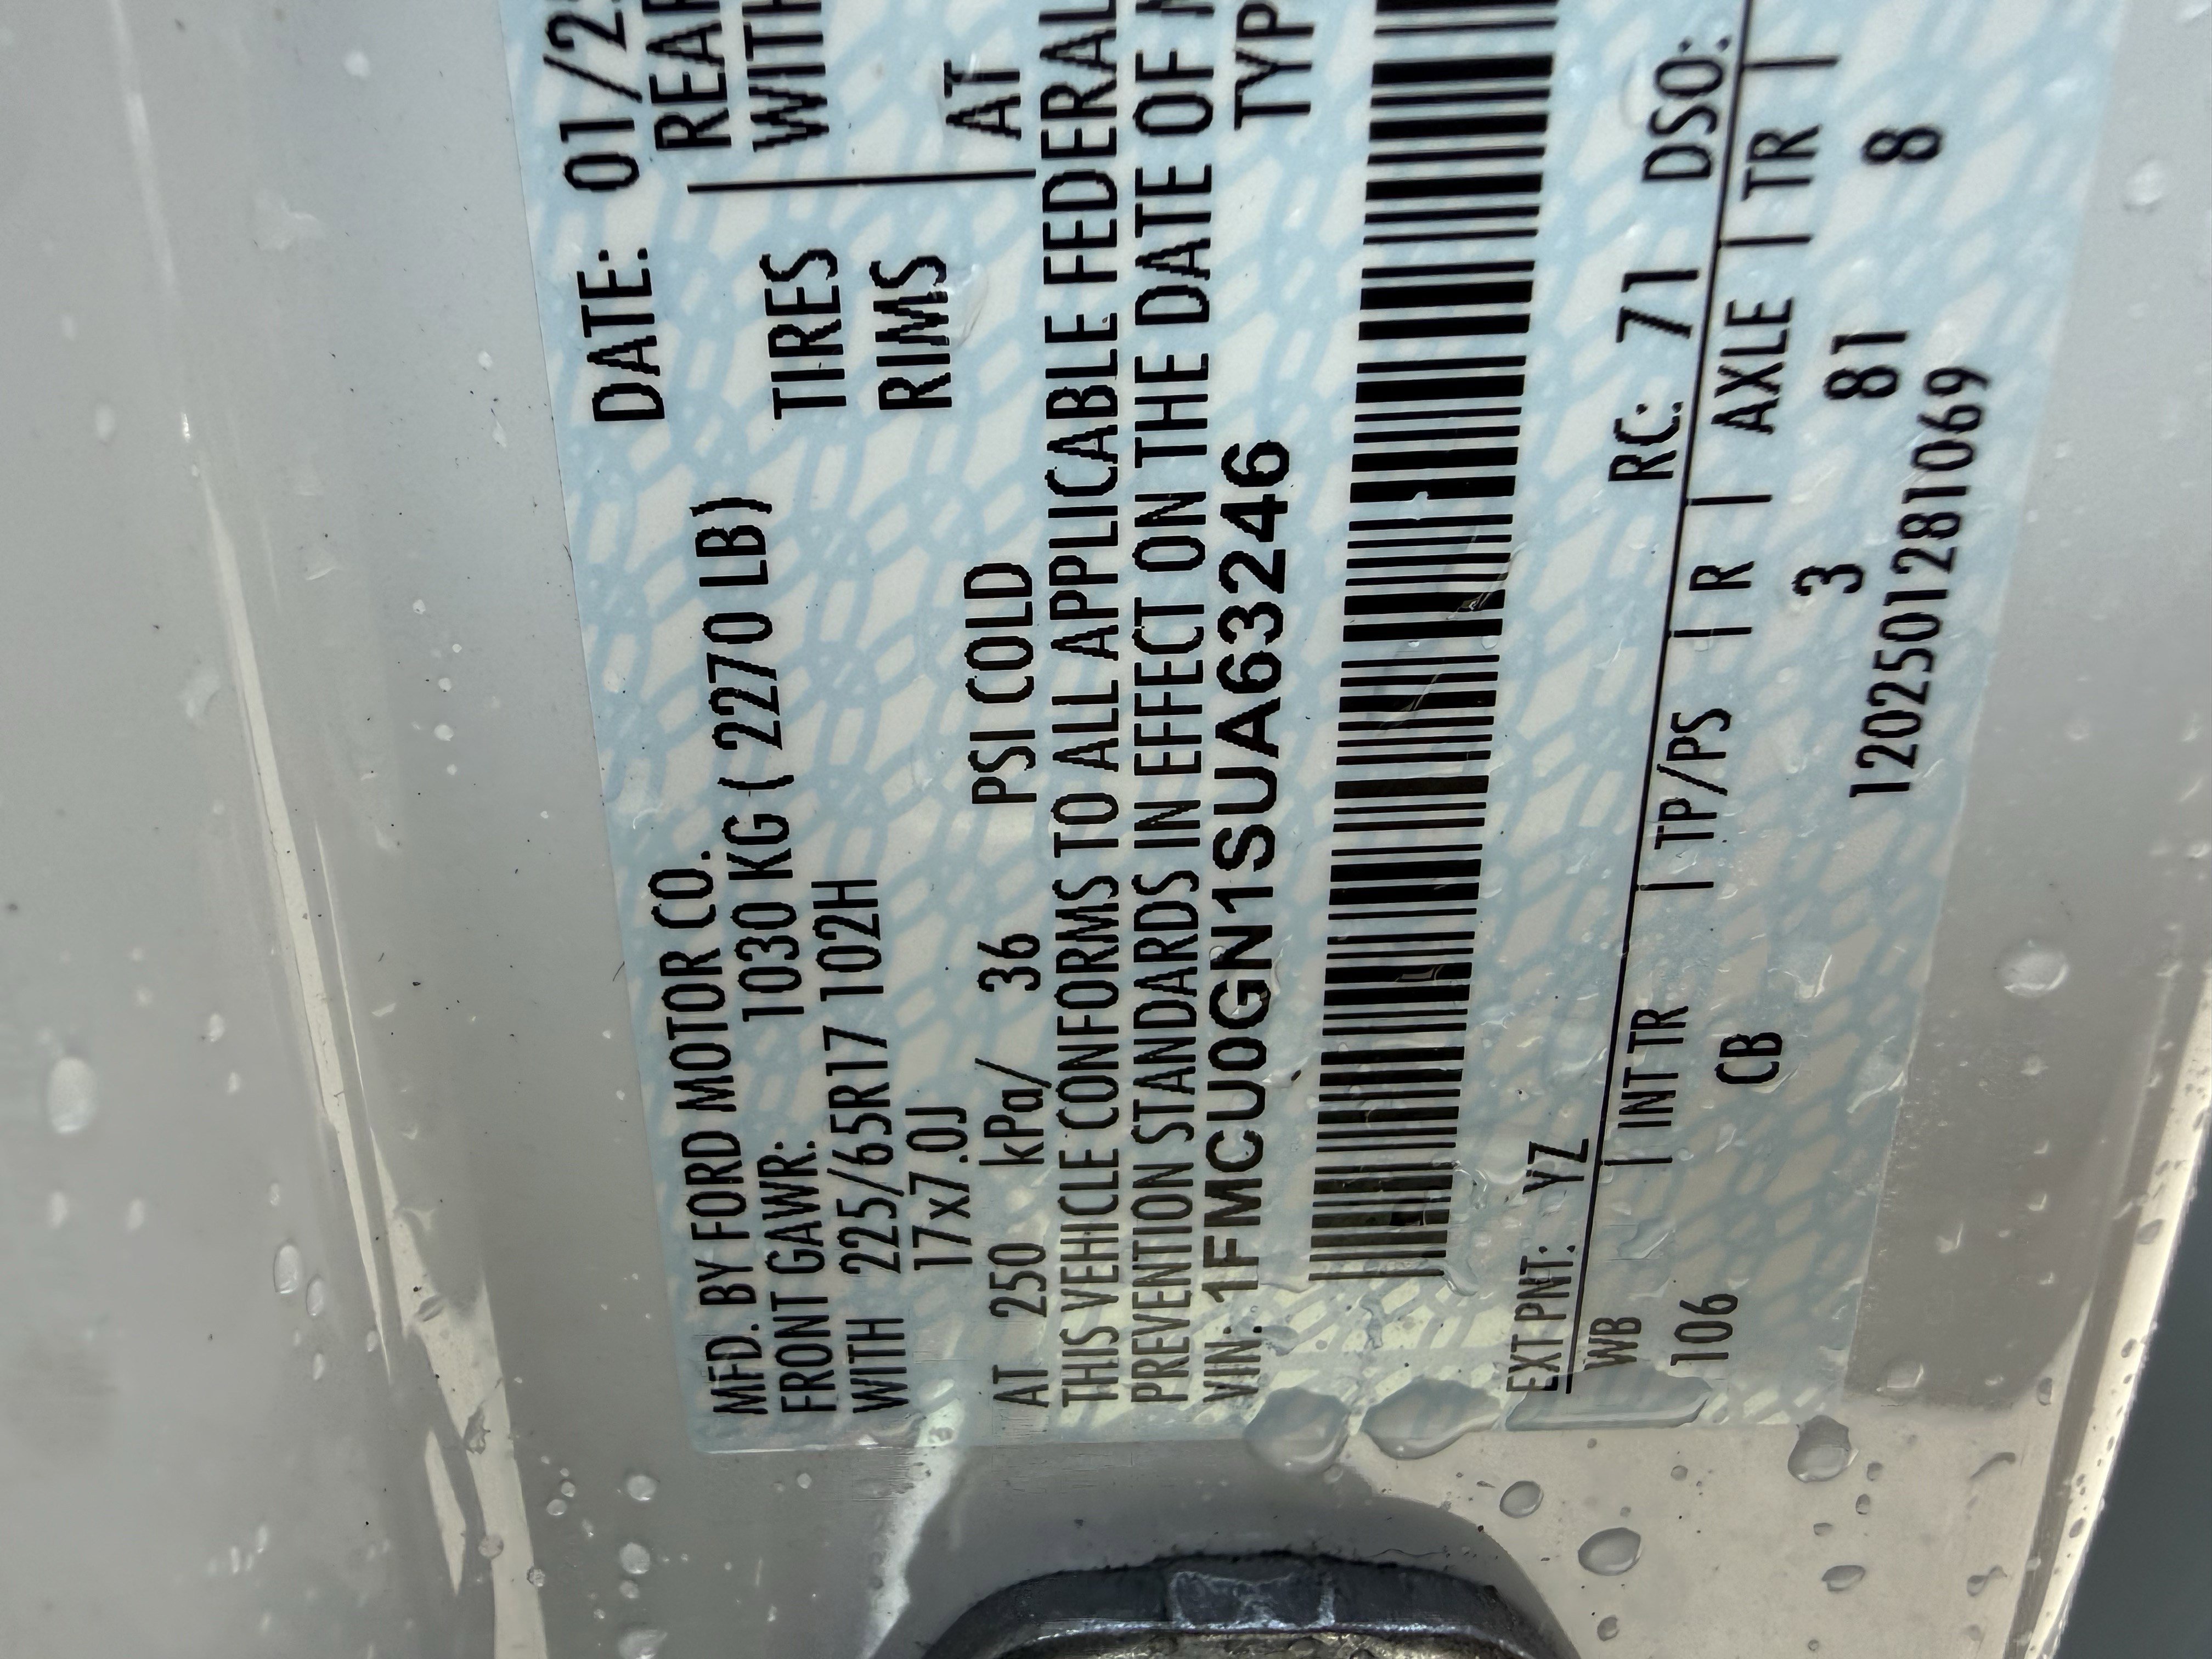 MFD. BY FORD MOTOR CO. DATE: 01/2
FRONT GAWR: 1030 KG ( 2270 LB) REAR
WITH 225/65R17 102H TIRES WITH
17x7.0J RIMS
AT 250 kPa/ 36 PSI COLD AT
THIS VEHICLE CONFORMS TO ALL APPLICABLE FEDERAL
PREVENTION STANDARDS IN EFFECT ON THE DATE OF
VIN: 1FMCU0GN1SUA63246 TYP
EXT PNT: YZ RC: 71 DSO:
WB | INT TR | TP/PS | R | AXLE | TR |
106 CB 3 81 8
1202501281069